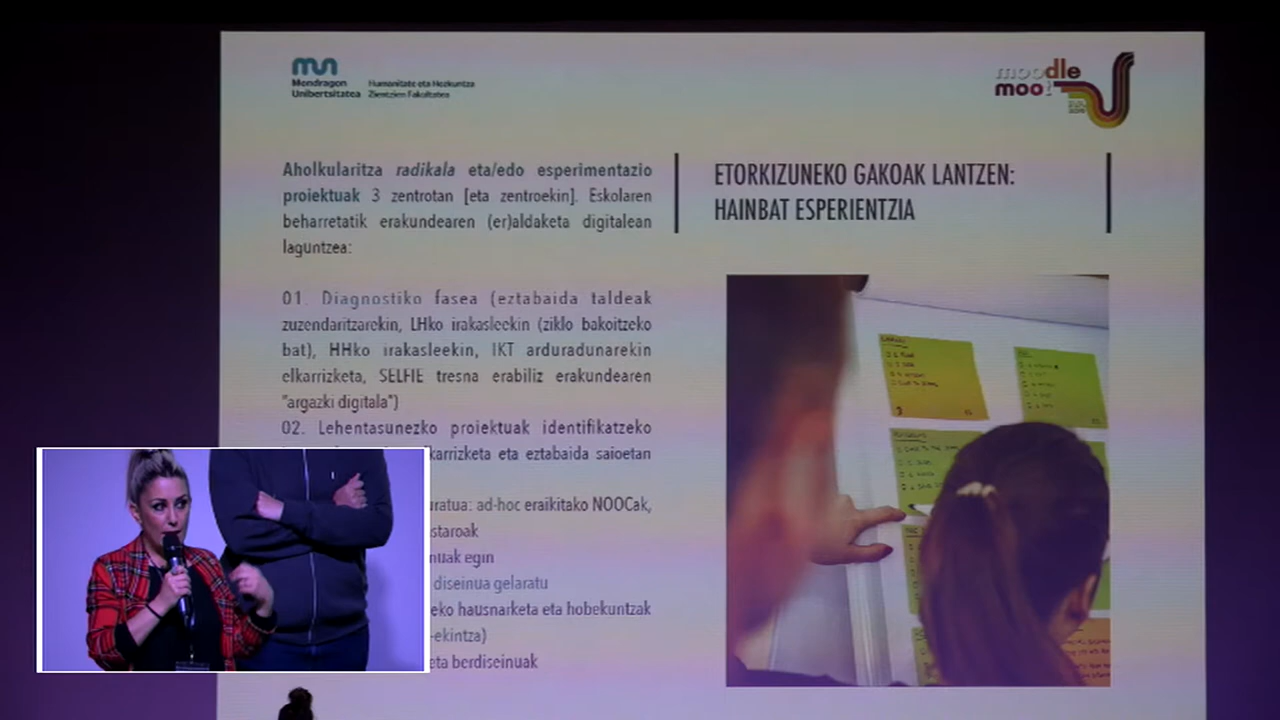 Mondragon
Unibertsitatea
Humanitate eta Hezkuntza
Zientzien Fakultatea
moodle
moot
Aholkularitza radikala eta/edo esperimentazio
proiektuak 3 zentrotan [eta zentroekin]. Eskolaren
beharretatik erakundearen (er)aldaketa digitalean
laguntzea:
01. Diagnostiko fasea (eztabaida taldeak
zuzendaritzarekin, LHko irakasleekin (ziklo bakoitzeko
bat), HHko irakasleekin, IKT arduradunarekin
elkarrizketa, SELFIE tresna erabiliz erakundearen
"argazki digitala")
02. Lehentasunezko proiektuak identifikatzeko
karrizketa eta eztabaida saioetan
uratua: ad-hoc eraikitako NOOCak,
staroak
nuak egin
diseinua gelaratu
eko hausnarketa eta hobekuntzak
-ekintza)
eta berdiseinuak
ETORKIZUNEKO GAKOAK LANTZEN:
HAINBAT ESPERIENTZIA